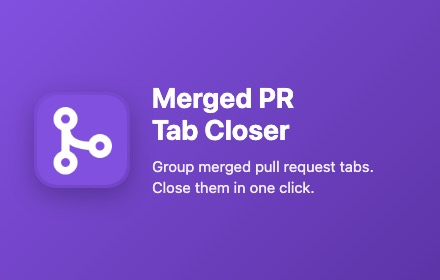 Merged PR
Tab Closer
Group merged pull request tabs.
Close them in one click.